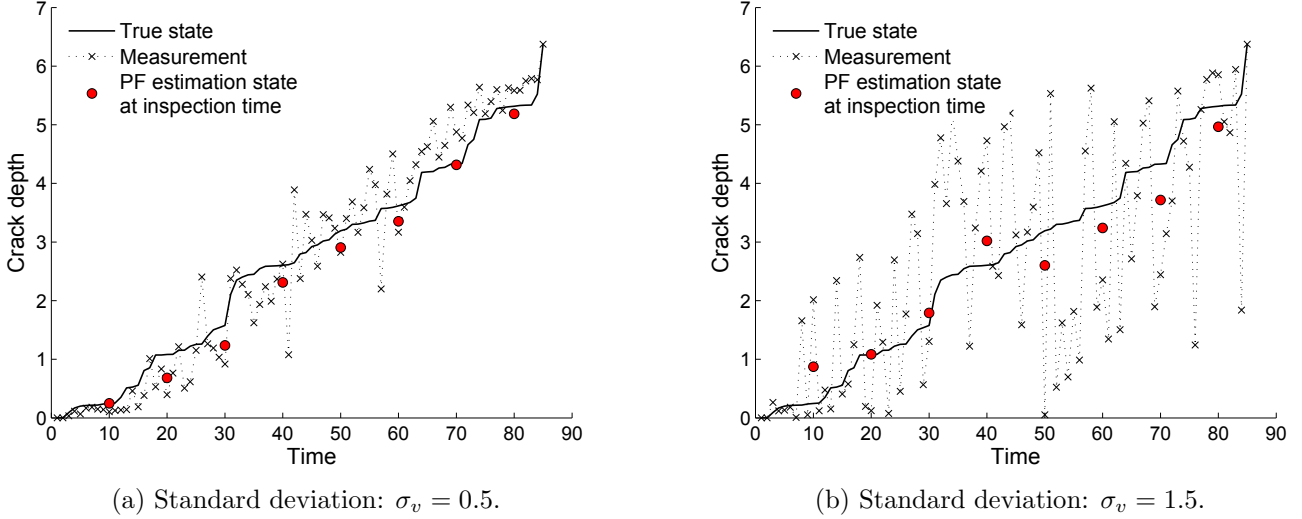 7
6
5
4
3
2
1
0
0 10 20 30 40 50 60 70 80 90
Crack depth
Time
True state
Measurement
PF estimation state
at inspection time
(a) Standard deviation: σ_v = 0.5.
7
6
5
4
3
2
1
0
0 10 20 30 40 50 60 70 80 90
Crack depth
Time
True state
Measurement
PF estimation state
at inspection time
(b) Standard deviation: σ_v = 1.5.